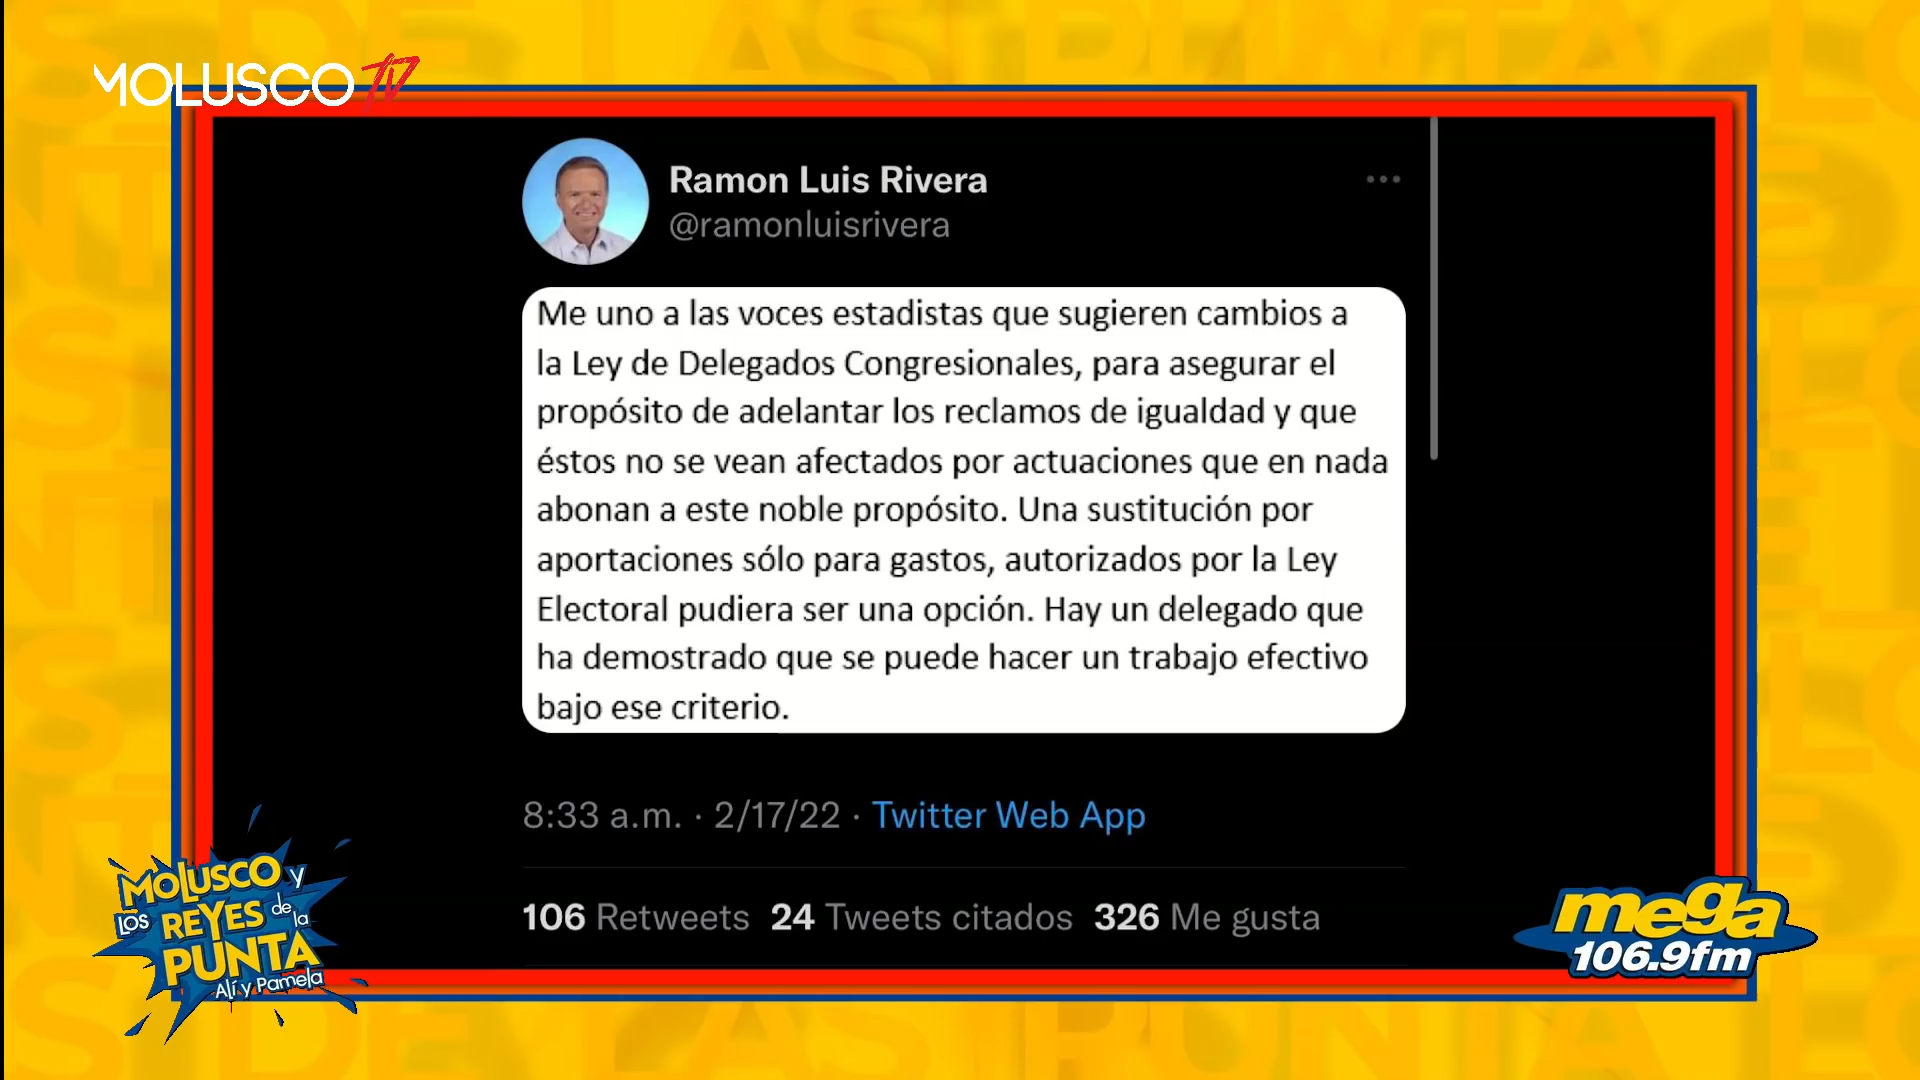 MOLUSCO TV
Ramon Luis Rivera
@ramonluisrivera
Me uno a las voces estadistas que sugieren cambios a
la Ley de Delegados Congresionales, para asegurar el
propósito de adelantar los reclamos de igualdad y que
éstos no se vean afectados por actuaciones que en nada
abonan a este noble propósito. Una sustitución por
aportaciones sólo para gastos, autorizados por la Ley
Electoral pudiera ser una opción. Hay un delegado que
ha demostrado que se puede hacer un trabajo efectivo
bajo ese criterio.
8:33 a.m. · 2/17/22 · Twitter Web App
106 Retweets 24 Tweets citados 326 Me gusta
MOLUSCO y
LOS REYES de la
PUNTA
Alí y Pamela
mega
106.9fm